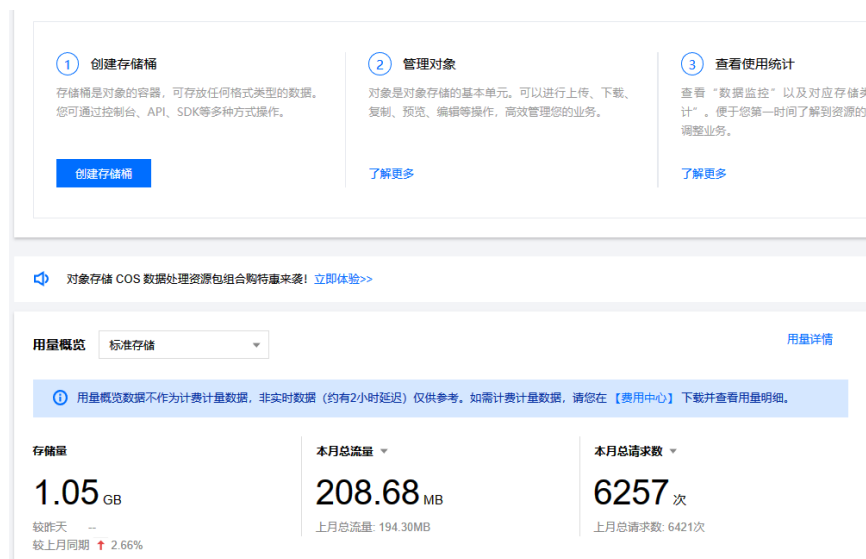 1 创建存储桶
存储桶是对象的容器，可存放任何格式类型的数据。
您可通过控制台、API、SDK等多种方式操作。
创建存储桶
2 管理对象
对象是对象存储的基本单元。可以进行上传、下载、
复制、预览、编辑等操作，高效管理您的业务。
了解更多
3 查看使用统计
查看“数据监控”以及对应存储类
计”。便于您第一时间了解到资源的
调整业务。
了解更多
对象存储 COS 数据处理资源包组合购特惠来袭！立即体验>>
用量概览 标准存储
用量详情
用量概览数据不作为计费计量数据，非实时数据（约有2小时延迟）仅供参考。如需计费计量数据，请您在【费用中心】下载并查看用量明细。
存储量
1.05 GB
较昨天 --
较上月同期 ↑ 2.66%
本月总流量
208.68 MB
上月总流量: 194.30MB
本月总请求数
6257 次
上月总请求数: 6421次